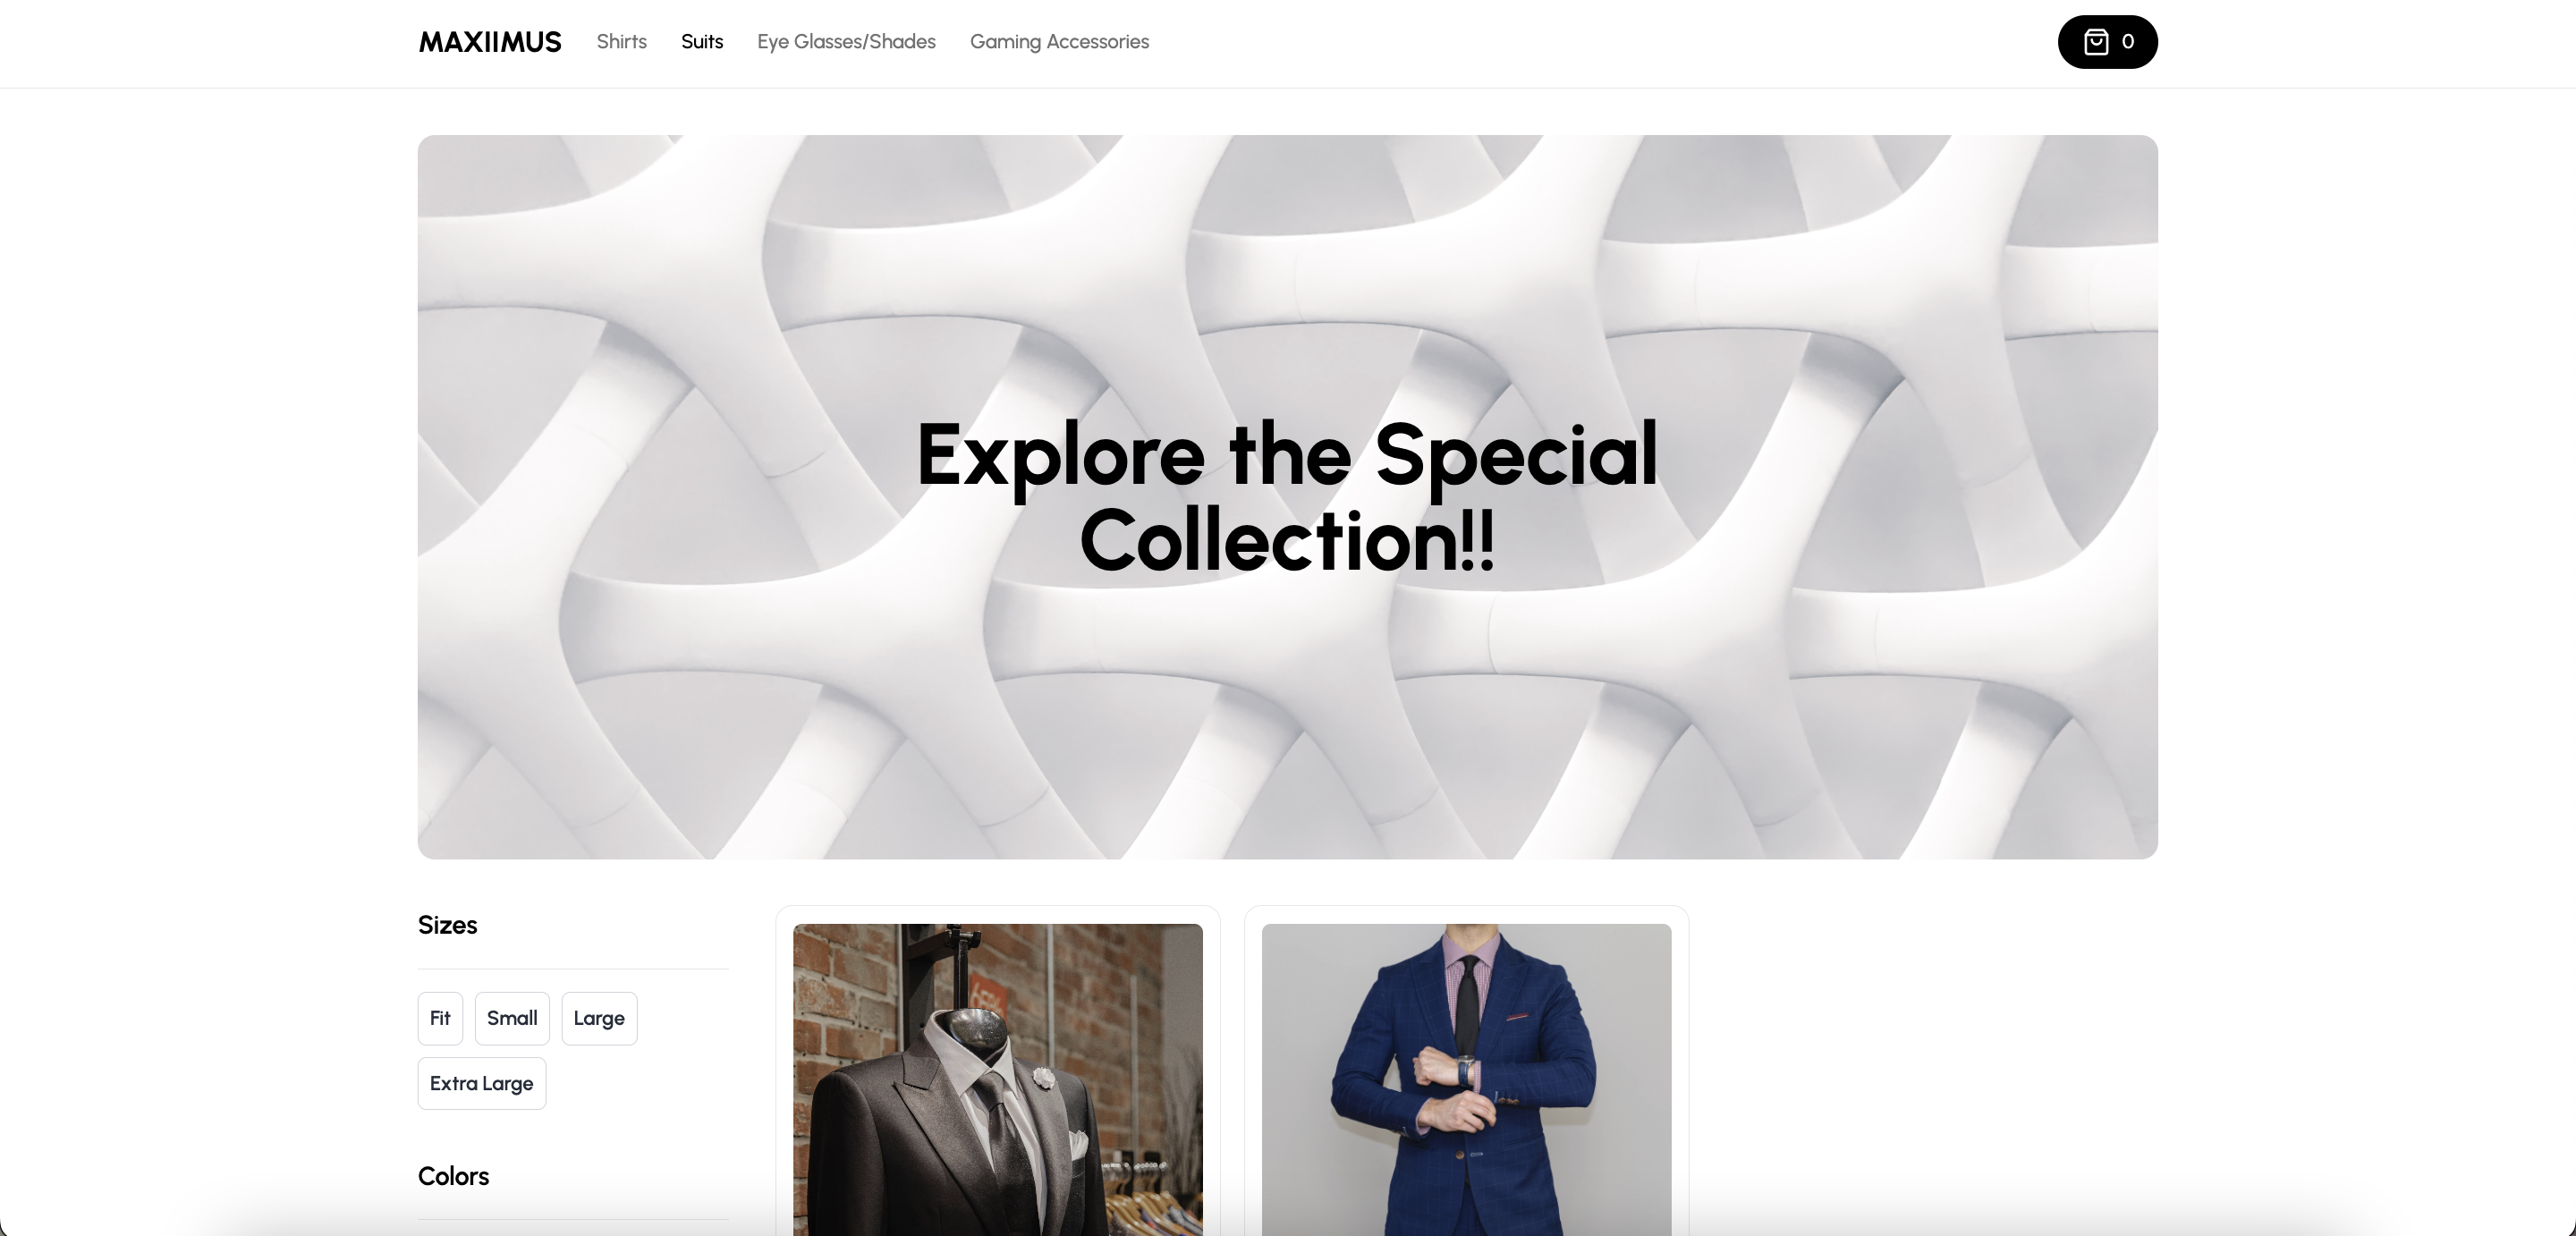 MAXIIMUS Shirts Suits Eye Glasses/Shades Gaming Accessories 0
Explore the Special
Collection!!
Sizes
Fit Small Large
Extra Large
Colors
65%